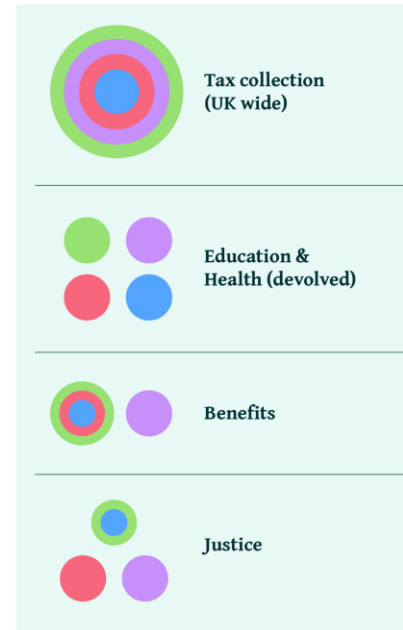 Tax collection
(UK wide)
Education &
Health (devolved)
Benefits
Justice